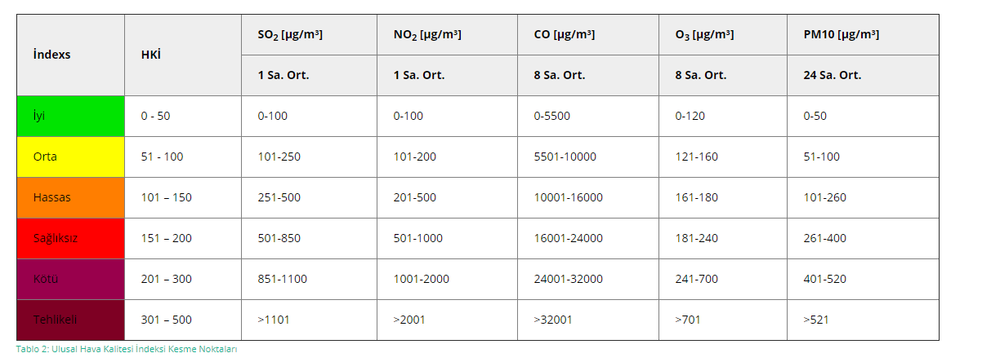 İndexs HKİ SO₂ [µg/m³] NO₂ [µg/m³] CO [µg/m³] O₃ [µg/m³] PM10 [µg/m³]
1 Sa. Ort. 1 Sa. Ort. 8 Sa. Ort. 8 Sa. Ort. 24 Sa. Ort.
İyi 0 - 50 0-100 0-100 0-5500 0-120 0-50
Orta 51 - 100 101-250 101-200 5501-10000 121-160 51-100
Hassas 101 – 150 251-500 201-500 10001-16000 161-180 101-260
Sağlıksız 151 – 200 501-850 501-1000 16001-24000 181-240 261-400
Kötü 201 – 300 851-1100 1001-2000 24001-32000 241-700 401-520
Tehlikeli 301 – 500 >1101 >2001 >32001 >701 >521
Tablo 2: Ulusal Hava Kalitesi İndeksi Kesme Noktaları